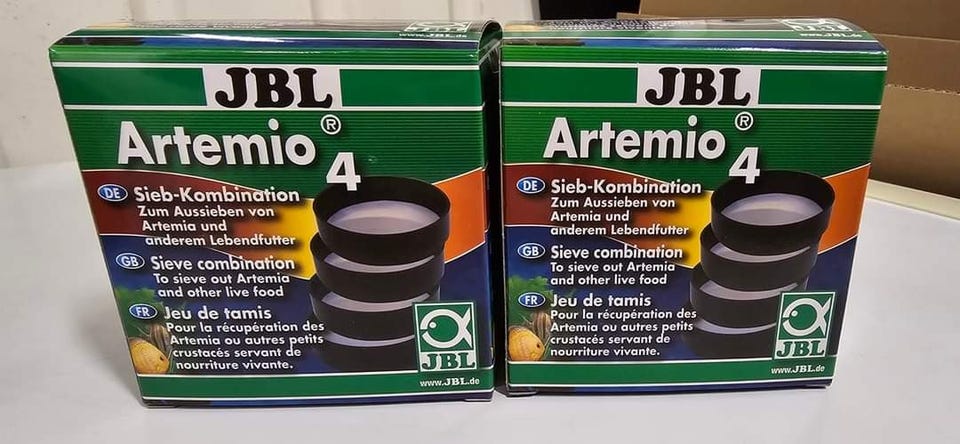 www.JBL.de
JBL
Artemio®
4
DE Sieb-Kombination
Zum Aussieben von
Artemia und
anderem Lebendfutter
GB Sieve combination
To sieve out Artemia
and other live food
FR Jeu de tamis
Pour la récupération des
Artemia ou autres petits
crustacés servant de
nourriture vivante.
JBL
www.JBL.de
JBL
Artemio®
4
DE Sieb-Kombination
Zum Aussieben von
Artemia und
anderem Lebendfutter
GB Sieve combination
To sieve out Artemia
and other live food
FR Jeu de tamis
Pour la récupération des
Artemia ou autres petits
crustacés servant de
nourriture vivante.
JBL
www.JBL.de